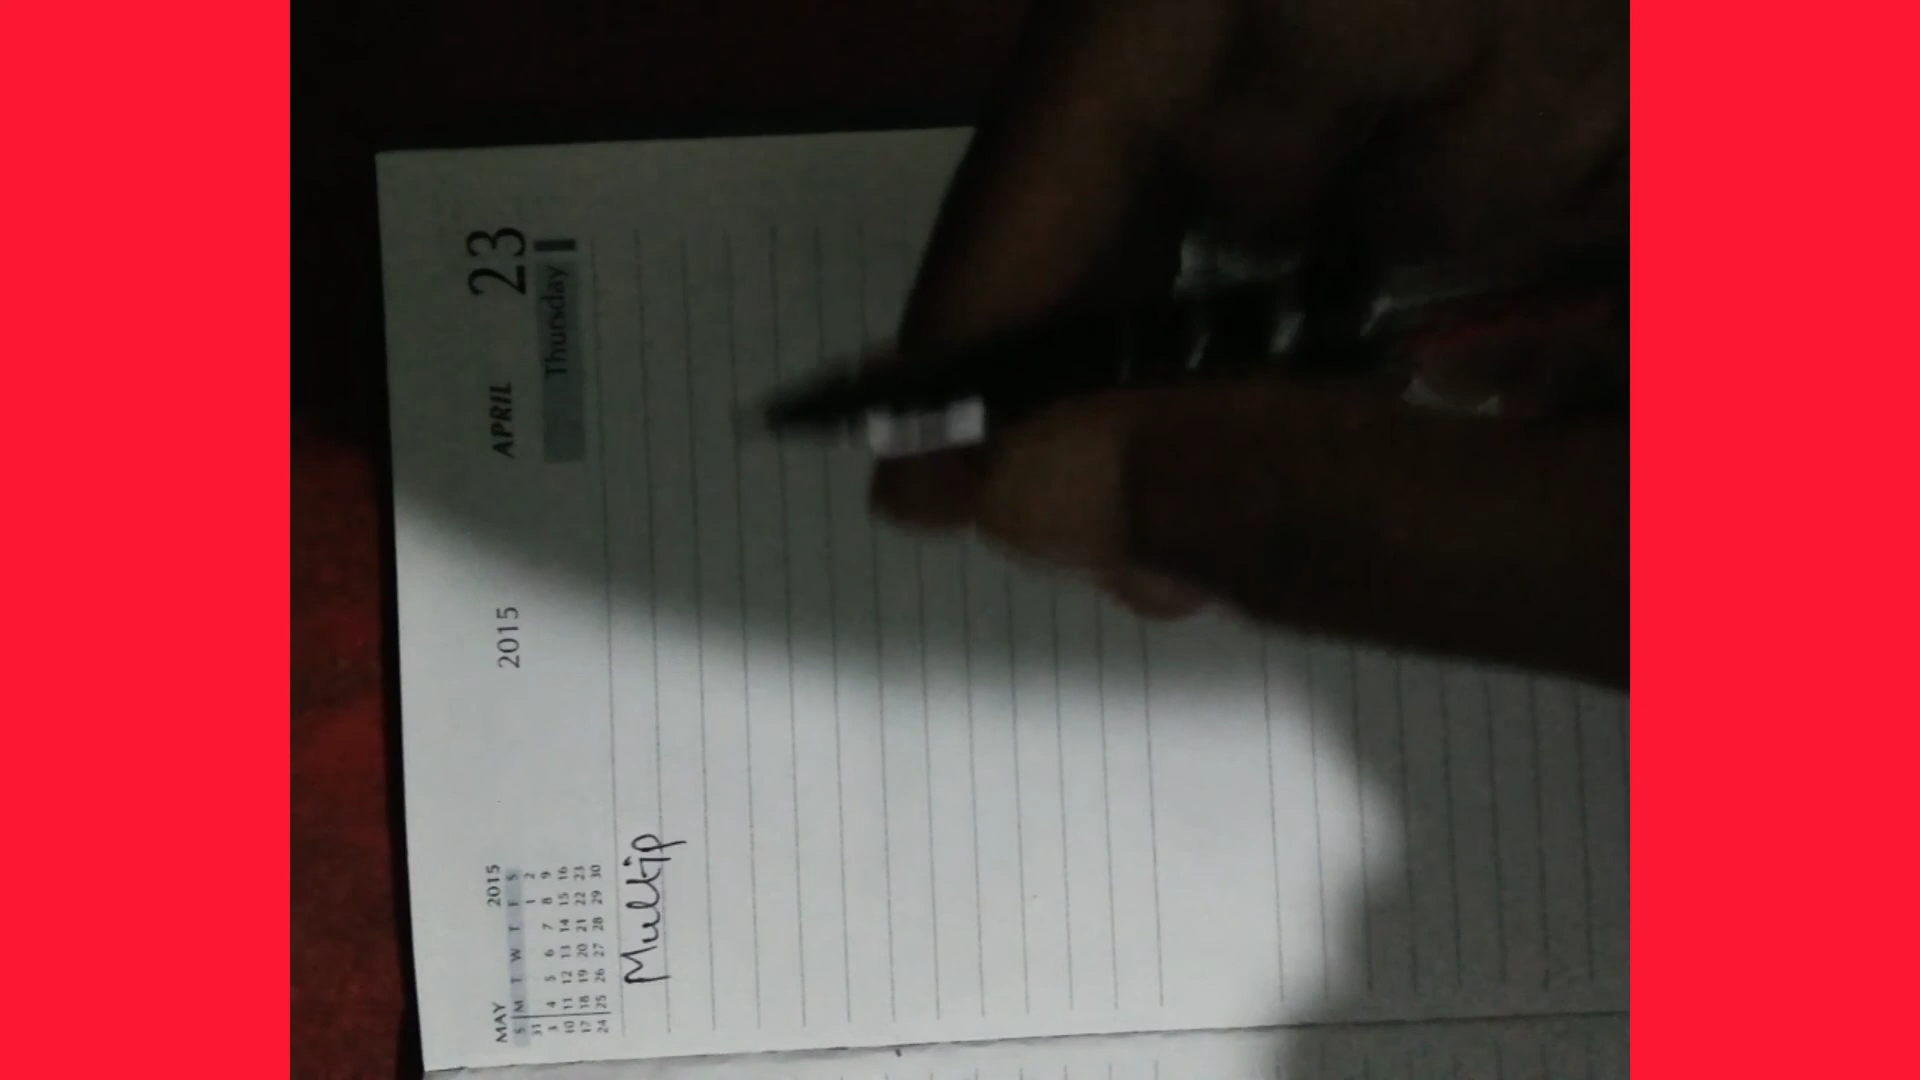 MAY 2015 2015 APRIL 23
S M T W T F S Thursday
31 1 2
3 4 5 6 7 8 9
10 11 12 13 14 15 16
17 18 19 20 21 22 23
24 25 26 27 28 29 30
Multip